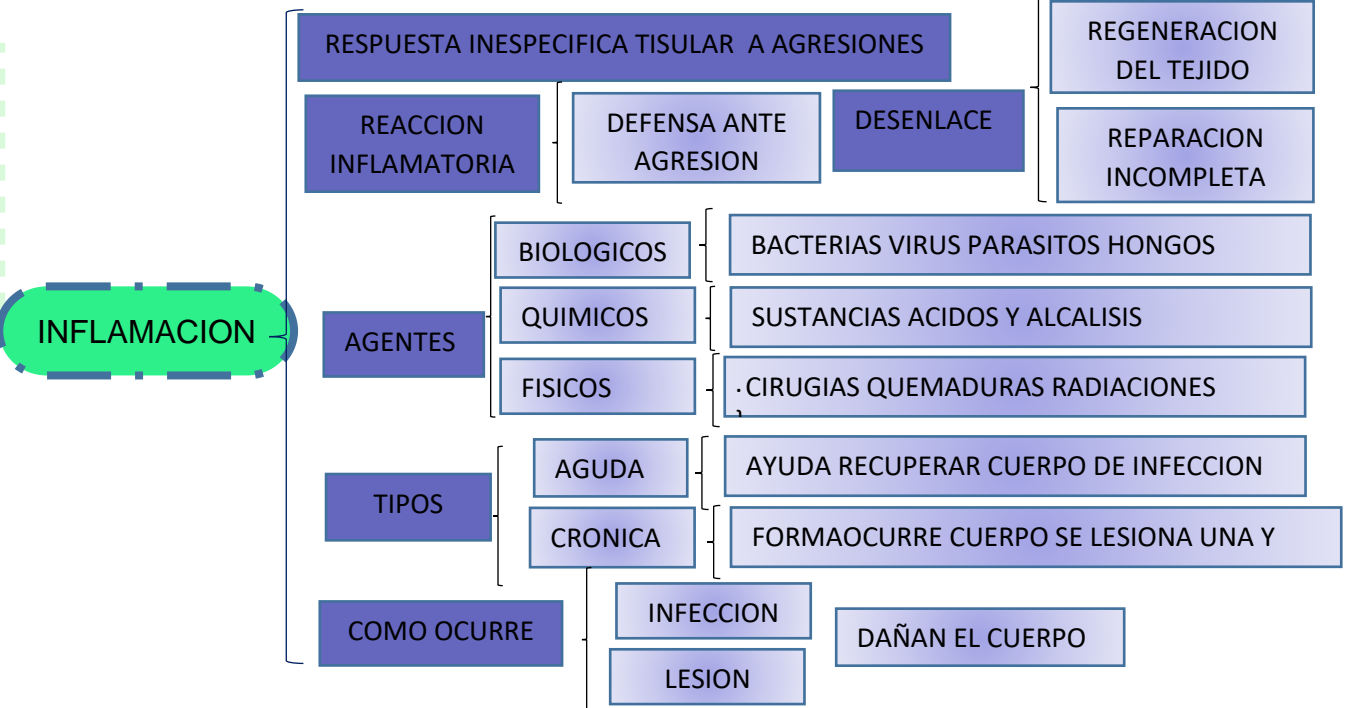 RESPUESTA INESPECIFICA TISULAR A AGRESIONES
REACCION
INFLAMATORIA
DEFENSA ANTE
AGRESION
DESENLACE
REGENERACION
DEL TEJIDO
REPARACION
INCOMPLETA
INFLAMACION
AGENTES
BIOLOGICOS
BACTERIAS VIRUS PARASITOS HONGOS
QUIMICOS
SUSTANCIAS ACIDOS Y ALCALISIS
FISICOS
. CIRUGIAS QUEMADURAS RADIACIONES
TIPOS
AGUDA
AYUDA RECUPERAR CUERPO DE INFECCION
CRONICA
FORMAOCURRE CUERPO SE LESIONA UNA Y
COMO OCURRE
INFECCION
LESION
DAÑAN EL CUERPO